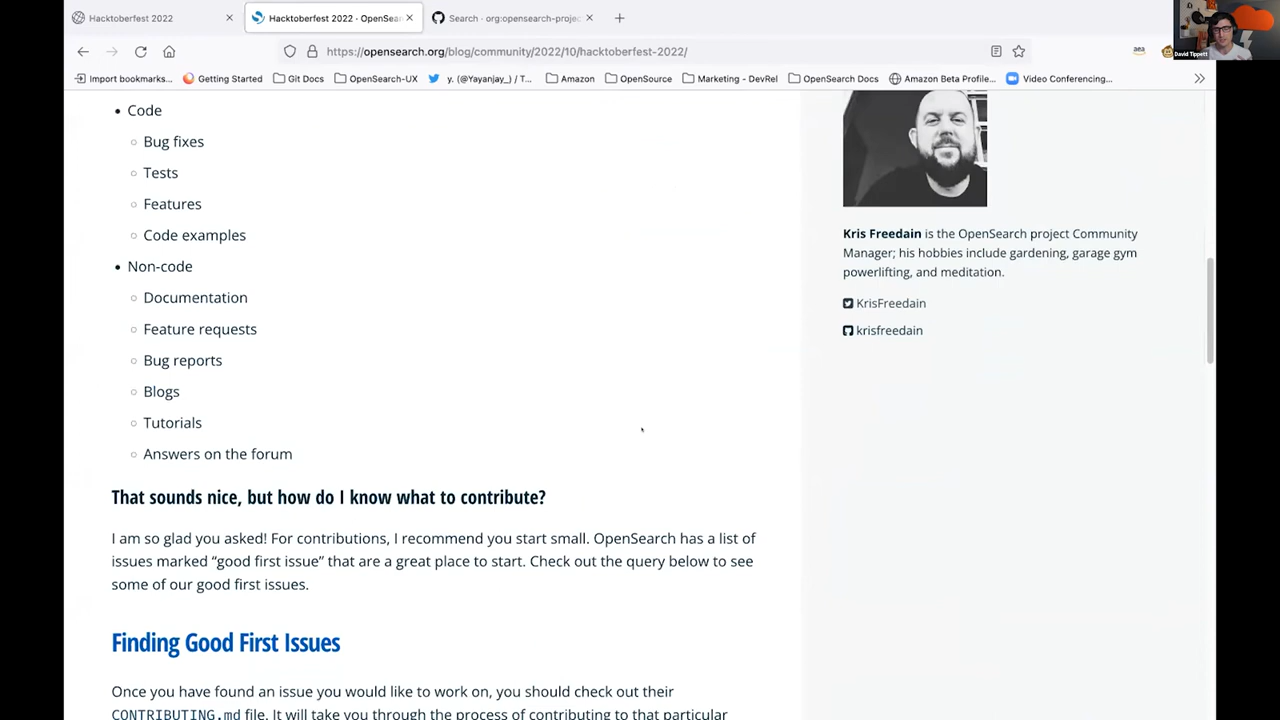 Hacktoberfest 2022
Hacktoberfest 2022 - OpenSea
Search · org:opensearch-projec
https://opensearch.org/blog/community/2022/10/hacktoberfest-2022/
David Tippett
Import bookmarks...
Getting Started
Git Docs
OpenSearch-UX
y. (@Yayanjay_) / T...
Amazon
OpenSource
Marketing - DevRel
OpenSearch Docs
Amazon Beta Profile...
Video Conferencing...
Code
Bug fixes
Tests
Features
Code examples
Non-code
Documentation
Feature requests
Bug reports
Blogs
Tutorials
Answers on the forum
That sounds nice, but how do I know what to contribute?
I am so glad you asked! For contributions, I recommend you start small. OpenSearch has a list of
issues marked “good first issue” that are a great place to start. Check out the query below to see
some of our good first issues.
Finding Good First Issues
Once you have found an issue you would like to work on, you should check out their
CONTRIBUTING.md file. It will take you through the process of contributing to that particular
Kris Freedain is the OpenSearch project Community
Manager; his hobbies include gardening, garage gym
powerlifting, and meditation.
KrisFreedain
krisfreedain